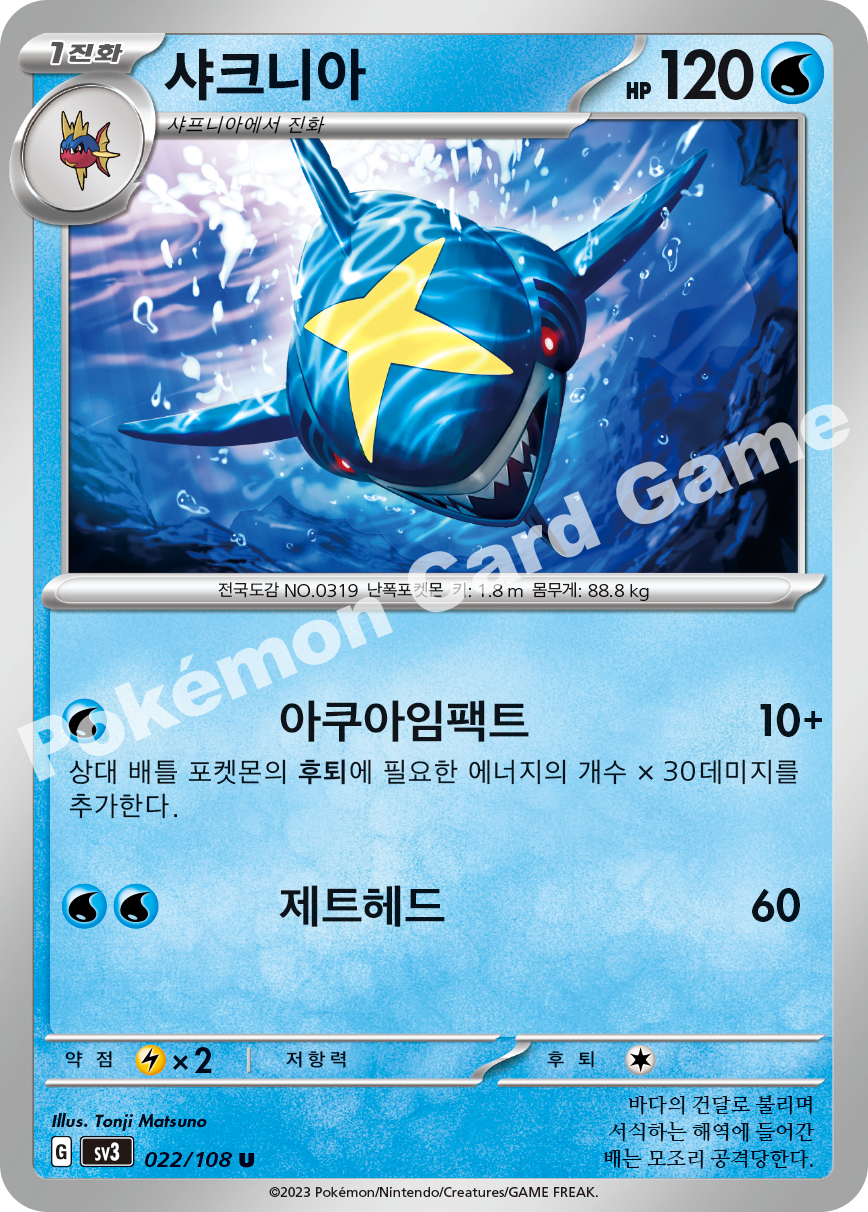 1진화
샤크니아
HP 120
샤프니아에서 진화
전국도감 NO.0319 난폭포켓몬 키: 1.8 m 몸무게: 88.8 kg
Pokémon Card Game
아쿠아임팩트 10+
상대 배틀 포켓몬의 후퇴에 필요한 에너지의 개수 × 30데미지를
추가한다.
제트헤드 60
약점 ×2 저항력 후퇴
Illus. Tonji Matsuno
G sv3 022/108 U
바다의 건달로 불리며
서식하는 해역에 들어간
배는 모조리 공격당한다.
©2023 Pokémon/Nintendo/Creatures/GAME FREAK.